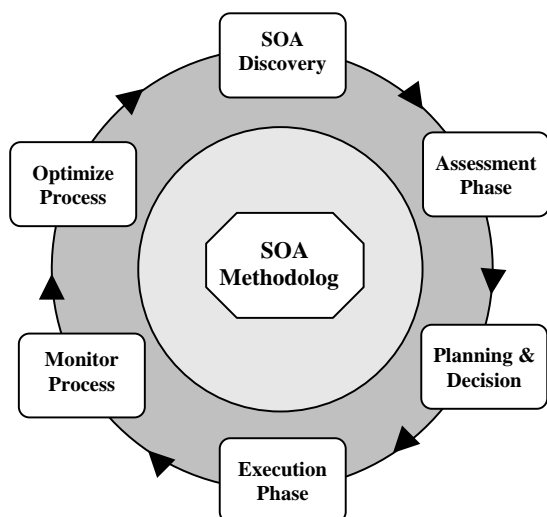 SOA
Discovery
Assessment
Phase
Planning &
Decision
Execution
Phase
Monitor
Process
Optimize
Process
SOA
Methodolog